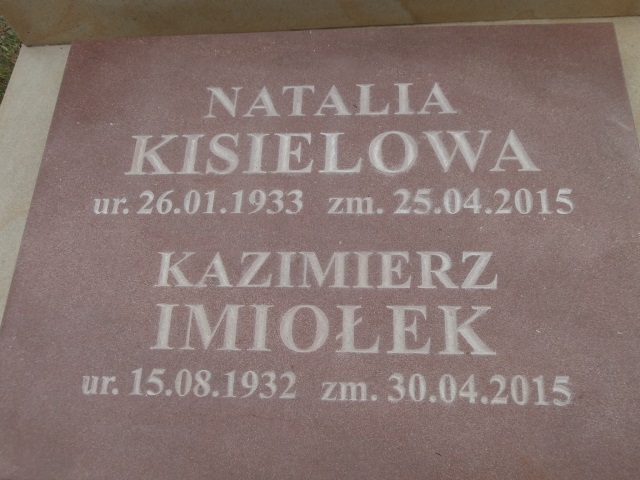 NATALIA
KISIELOWA
ur. 26.01.1933 zm. 25.04.2015
KAZIMIERZ
IMIOŁEK
ur. 15.08.1932 zm. 30.04.2015